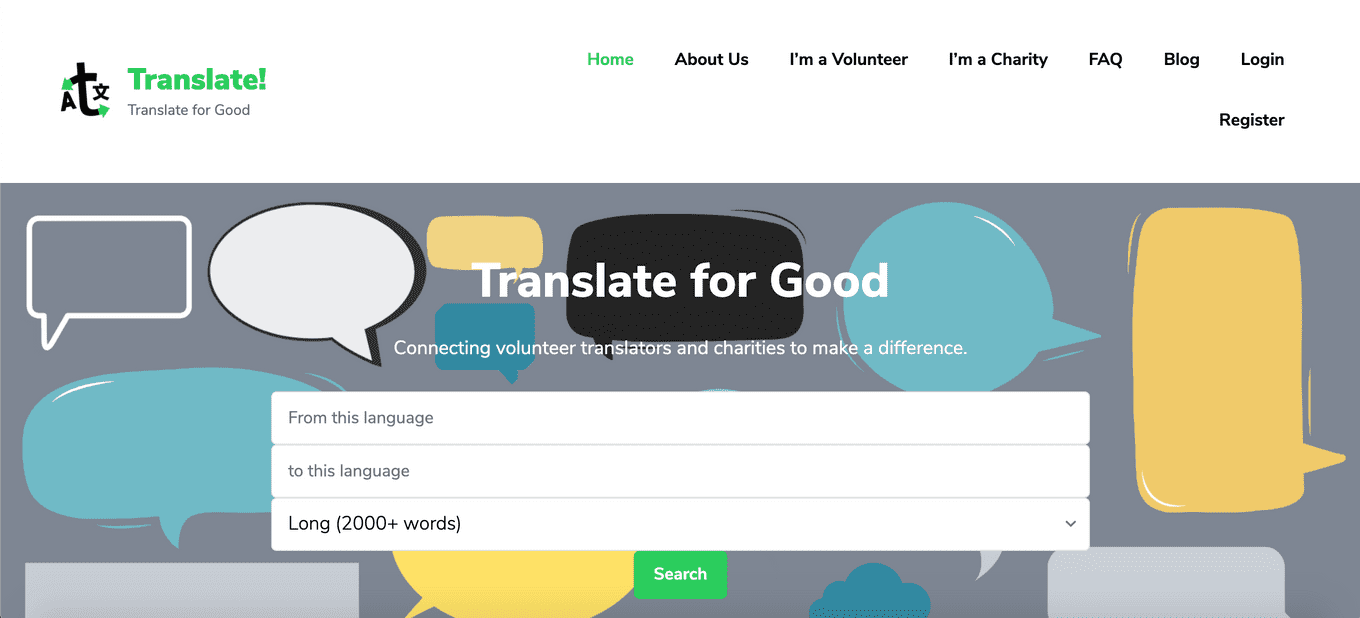 A t 文
Translate!
Translate for Good
Home About Us I'm a Volunteer I'm a Charity FAQ Blog Login
Register
Translate for Good
Connecting volunteer translators and charities to make a difference.
From this language
to this language
Long (2000+ words)
Search